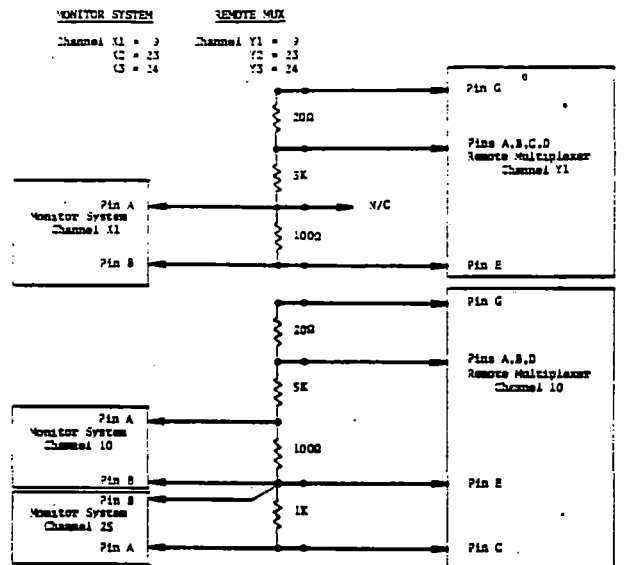 MONITOR SYSTEM
REMOTE MUX
Channel X1 = 9
X2 = 23
X3 = 24
Channel Y1 = 9
Y2 = 23
Y3 = 24
Pin G
20Ω
Pins A,B,C,D
Remote Multiplexer
Channel Y1
5K
Pin A
N/C
Monitor System
Channel X1
100Ω
Pin B
Pin E
Pin G
20Ω
Pins A,B,D
Remote Multiplexer
Channel 10
5K
Pin A
Monitor System
Channel 10
100Ω
Pin B
Pin E
Pin B
Monitor System
Channel 25
1K
Pin A
Pin C